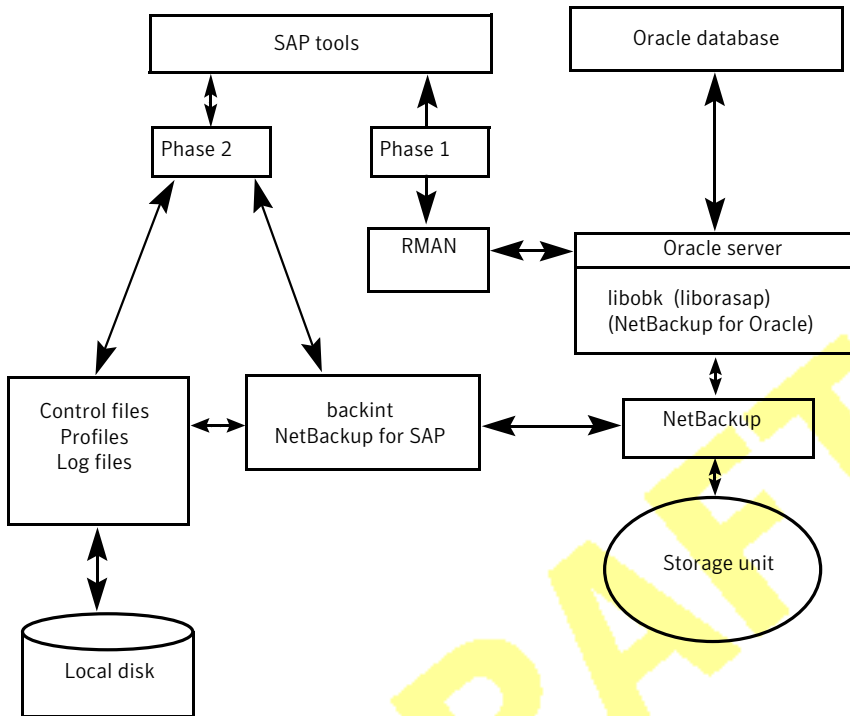 SAP tools
Oracle database
Phase 2
Phase 1
RMAN
Oracle server
libobk (liborasap)
(NetBackup for Oracle)
Control files
Profiles
Log files
backint
NetBackup for SAP
NetBackup
Storage unit
Local disk
RAFT